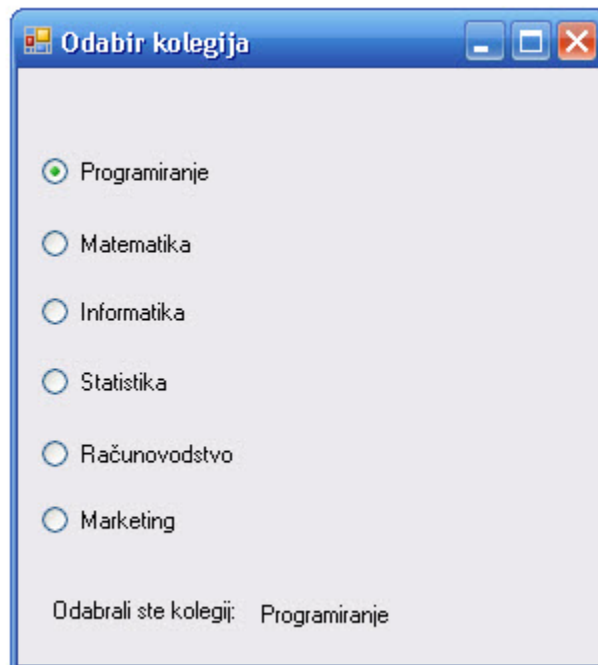 Odabir kolegija
Programiranje
Matematika
Informatika
Statistika
Računovodstvo
Marketing
Odabrali ste kolegij: Programiranje